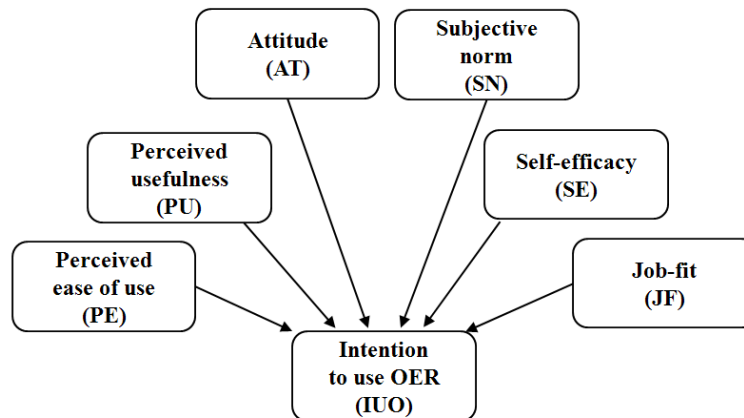 Attitude
(AT)
Subjective
norm
(SN)
Perceived
usefulness
(PU)
Self-efficacy
(SE)
Perceived
ease of use
(PE)
Job-fit
(JF)
Intention
to use OER
(IUO)